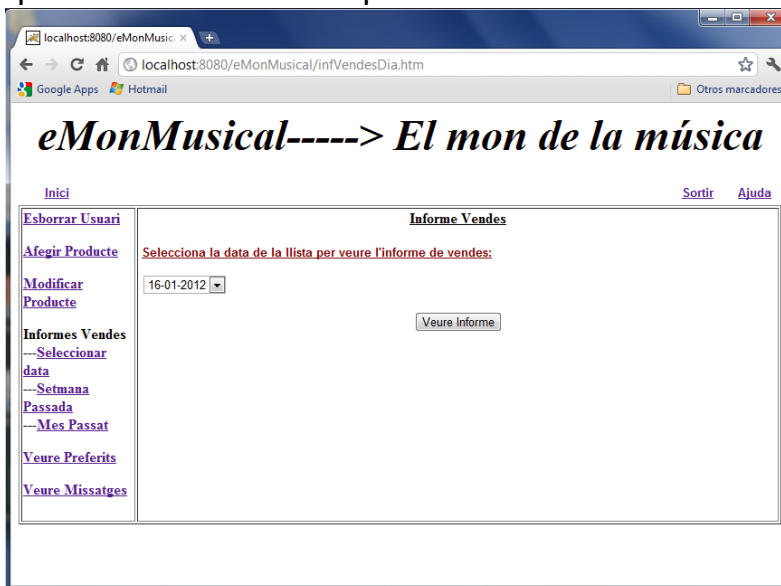 localhost:8080/eMonMusic
localhost:8080/eMonMusical/infVendesDia.htm
Google Apps Hotmail Otros marcadores
eMonMusical-----> El mon de la música
Inici Sortir Ajuda
Esborrar Usuari
Afegir Producte
Modificar
Producte
Informes Vendes
---Seleccionar
data
---Setmana
Passada
---Mes Passat
Veure Preferits
Veure Missatges
Informe Vendes
Selecciona la data de la llista per veure l'informe de vendes:
16-01-2012
Veure Informe